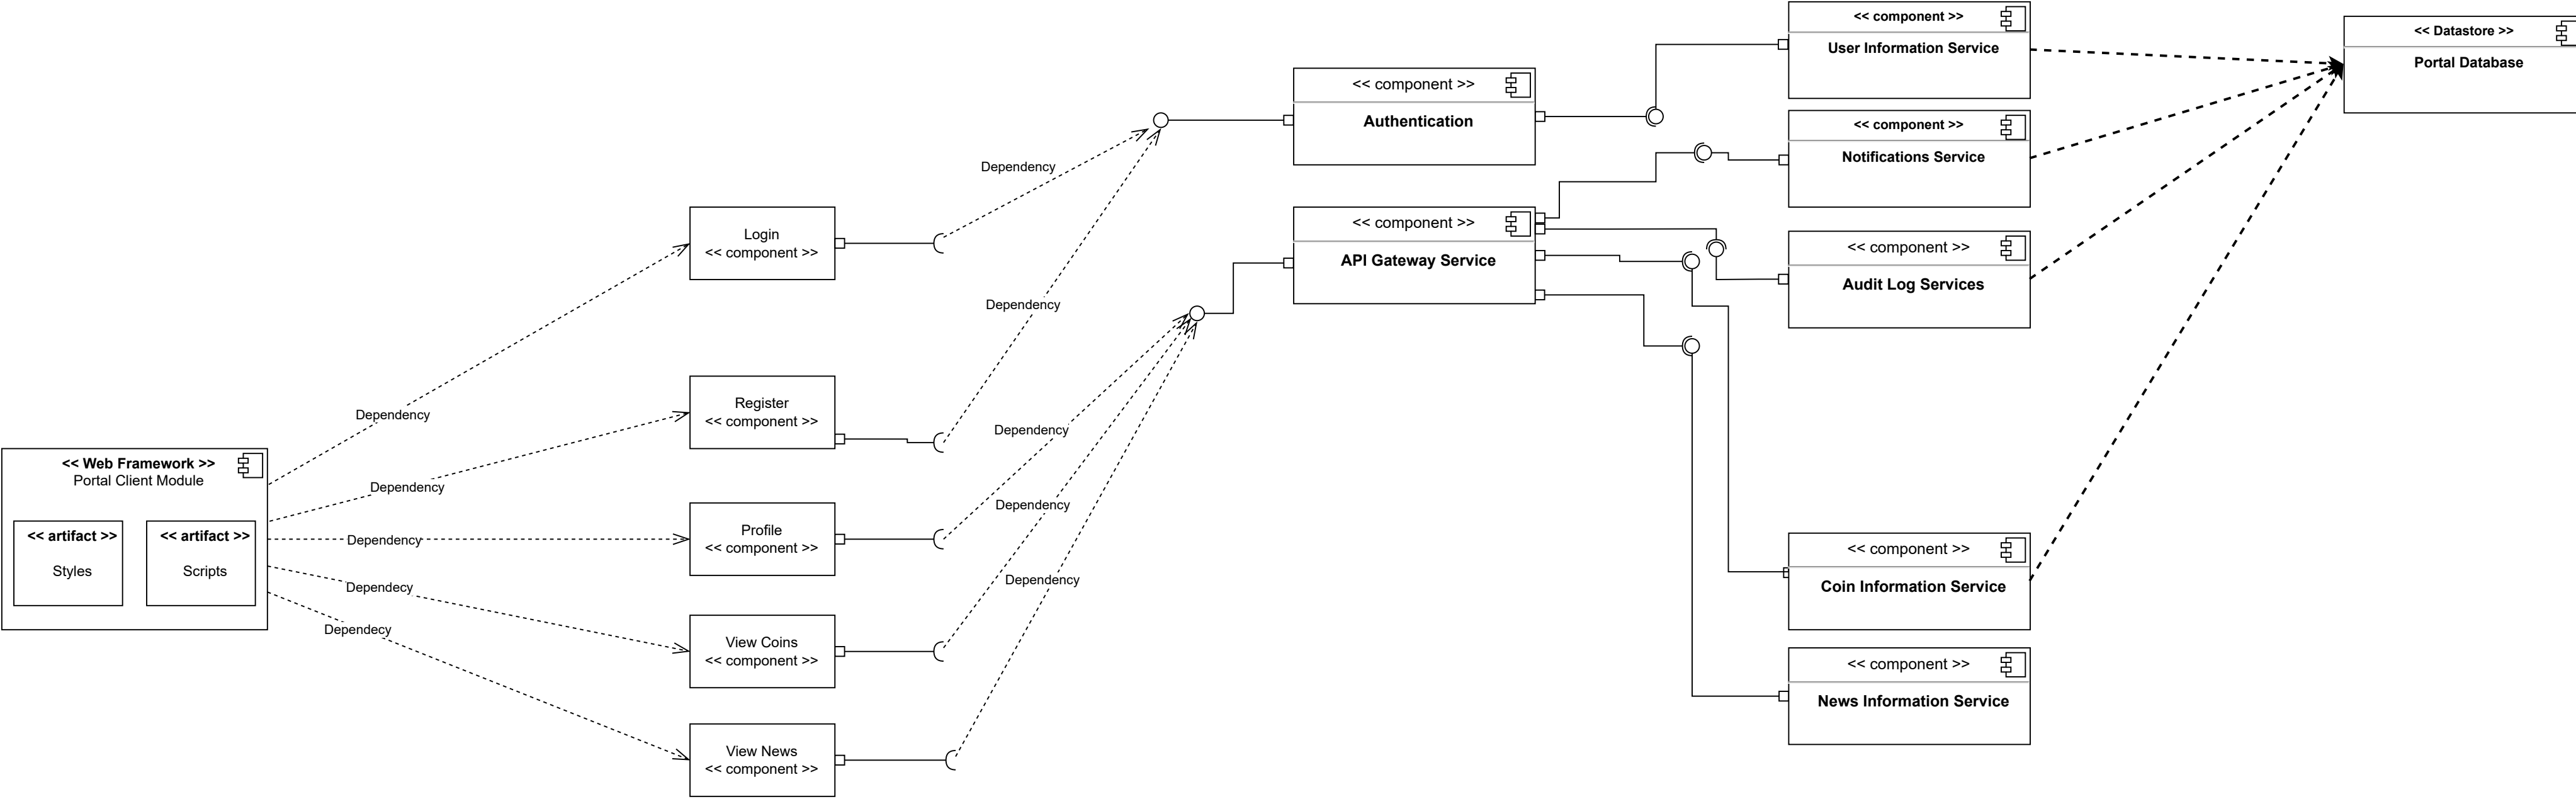 << Web Framework >>
Portal Client Module
<< artifact >>
Styles
<< artifact >>
Scripts
Dependency
Dependency
Dependency
Dependecy
Dependecy
Login
<< component >>
Register
<< component >>
Profile
<< component >>
View Coins
<< component >>
View News
<< component >>
Dependency
Dependency
Dependency
Dependency
Dependency
<< component >>
Authentication
<< component >>
API Gateway Service
<< component >>
User Information Service
<< component >>
Notifications Service
<< component >>
Audit Log Services
<< component >>
Coin Information Service
<< component >>
News Information Service
<< Datastore >>
Portal Database